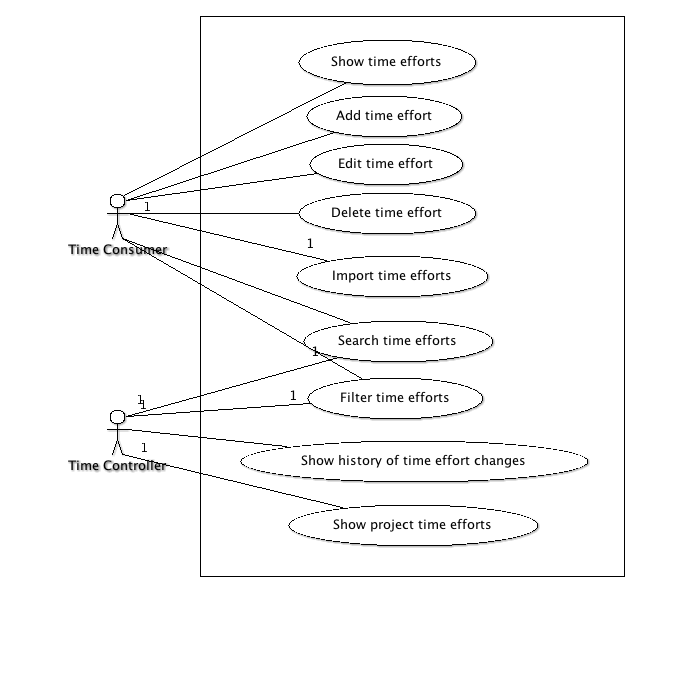 Show time efforts
Add time effort
Edit time effort
1
Delete time effort
Time Consumer
1
Import time efforts
Search time efforts
1
1
Filter time efforts
1
1
1
Show history of time effort changes
Time Controller
Show project time efforts